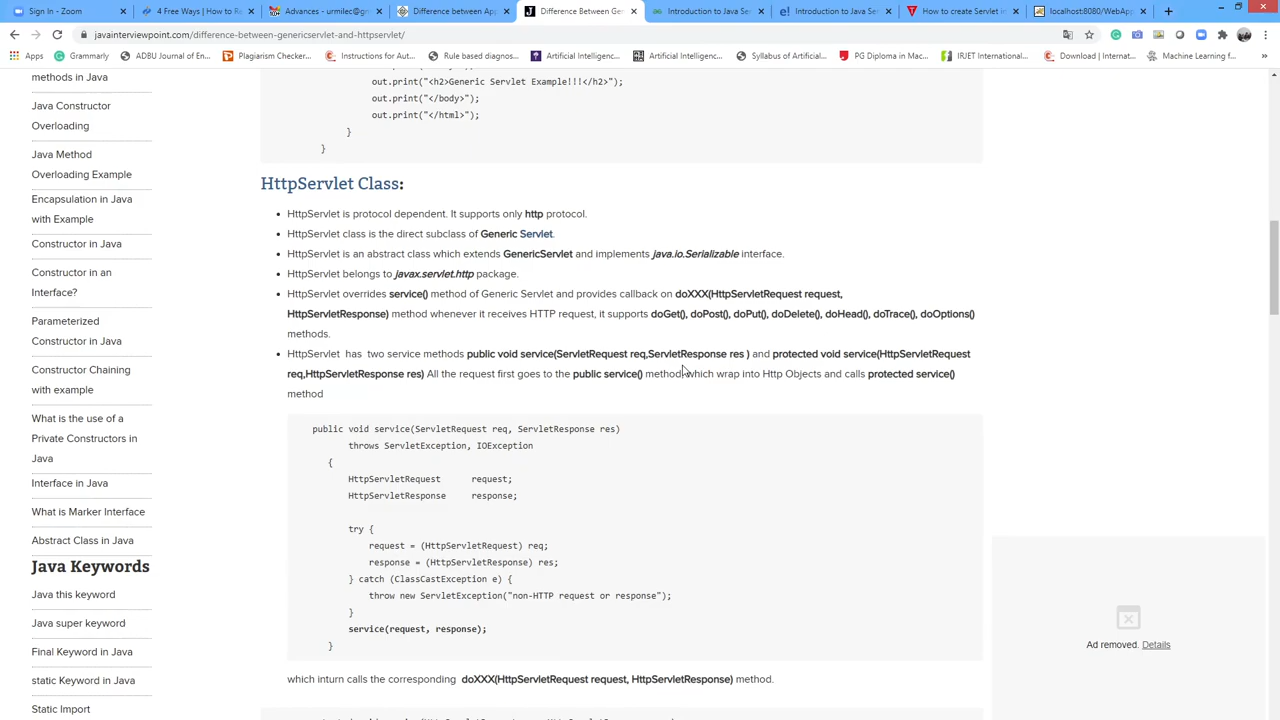 Sign In - Zoom
4 Free Ways ( How to Re
Advances - urmilec@gr
Difference between App
Difference Between Gen
Introduction to Java Ser
Introduction to Java Ser
How to create Servlet in
localhost:8080/WebApp
javainterviewpoint.com/difference-between-genericservlet-and-httpservlet/
Apps
Grammarly
ADBU Journal of En...
Plagiarism Checker...
Instructions for Aut...
Rule based diagnos...
Artificial Intelligenc...
Artificial Intelligenc...
Syllabus of Artificial...
PG Diploma in Mac...
IRJET International...
Download | Internat...
Machine Learning f...
methods in Java
Java Constructor
Overloading
Java Method
Overloading Example
Encapsulation in Java
with Example
Constructor in Java
Constructor in an
Interface?
Parameterized
Constructor in Java
Constructor Chaining
with example
What is the use of a
Private Constructors in
Java
Interface in Java
What is Marker Interface
Abstract Class in Java
Java Keywords
Java this keyword
Java super keyword
Final Keyword in Java
static Keyword in Java
Static Import
out.print("<h2>Generic Servlet Example!!!</h2>");
out.print("</body>");
out.print("</html>");
}
}
HttpServlet Class:
HttpServlet is protocol dependent. It supports only http protocol.
HttpServlet class is the direct subclass of Generic Servlet.
HttpServlet is an abstract class which extends GenericServlet and implements java.io.Serializable interface.
HttpServlet belongs to javax.servlet.http package.
HttpServlet overrides service() method of Generic Servlet and provides callback on doXXX(HttpServletRequest request,
HttpServletResponse) method whenever it receives HTTP request, it supports doGet(), doPost(), doPut(), doDelete(), doHead(), doTrace(), doOptions()
methods.
HttpServlet has two service methods public void service(ServletRequest req,ServletResponse res ) and protected void service(HttpServletRequest
req,HttpServletResponse res) All the request first goes to the public service() method which wrap into Http Objects and calls protected service()
method
public void service(ServletRequest req, ServletResponse res)
throws ServletException, IOException
{
HttpServletRequest request;
HttpServletResponse response;
try {
request = (HttpServletRequest) req;
response = (HttpServletResponse) res;
} catch (ClassCastException e) {
throw new ServletException("non-HTTP request or response");
}
service(request, response);
}
which inturn calls the corresponding doXXX(HttpServletRequest request, HttpServletResponse) method.
Ad removed. Details